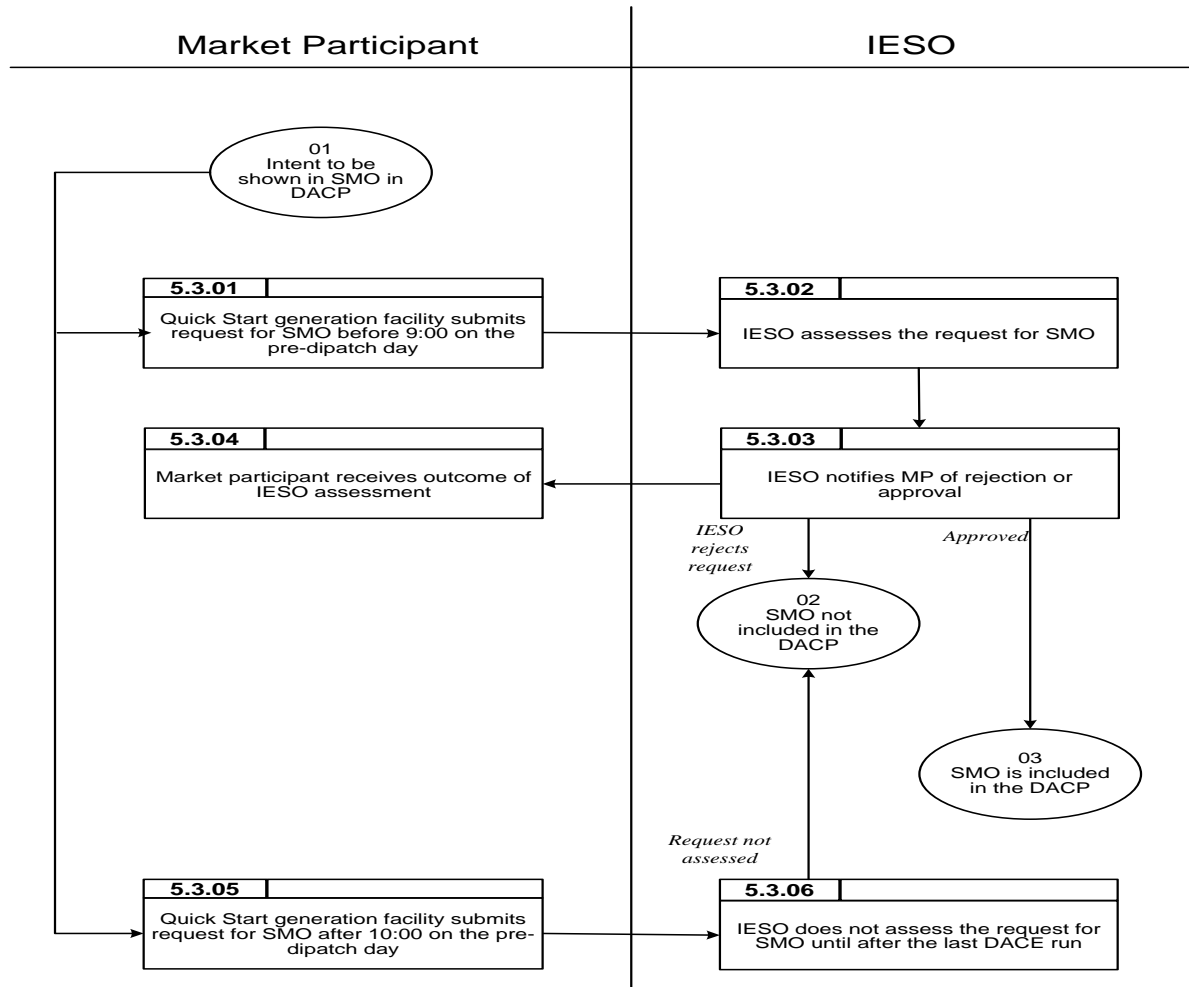 Market Participant
IESO
01
Intent to be
shown in SMO in
DACP
5.3.01
Quick Start generation facility submits
request for SMO before 9:00 on the
pre-dipatch day
5.3.02
IESO assesses the request for SMO
5.3.04
Market participant receives outcome of
IESO assessment
5.3.03
IESO notifies MP of rejection or
approval
IESO
rejects
request
Approved
02
SMO not
included in the
DACP
03
SMO is included
in the DACP
Request not
assessed
5.3.05
Quick Start generation facility submits
request for SMO after 10:00 on the pre-
dipatch day
5.3.06
IESO does not assess the request for
SMO until after the last DACE run